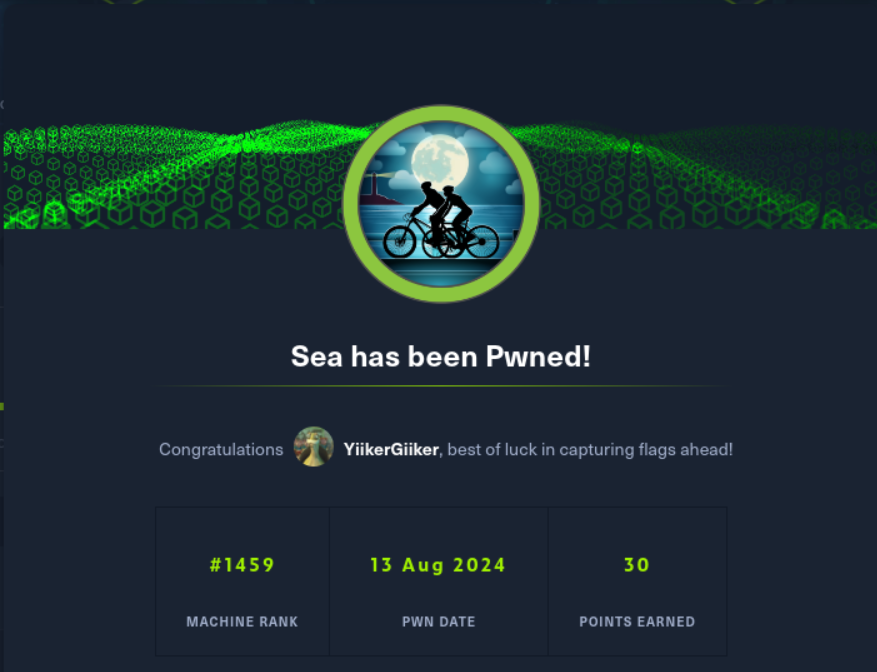 Sea has been Pwned!
Congratulations YiikerGiiker, best of luck in capturing flags ahead!
#1459 13 Aug 2024 30
MACHINE RANK PWN DATE POINTS EARNED